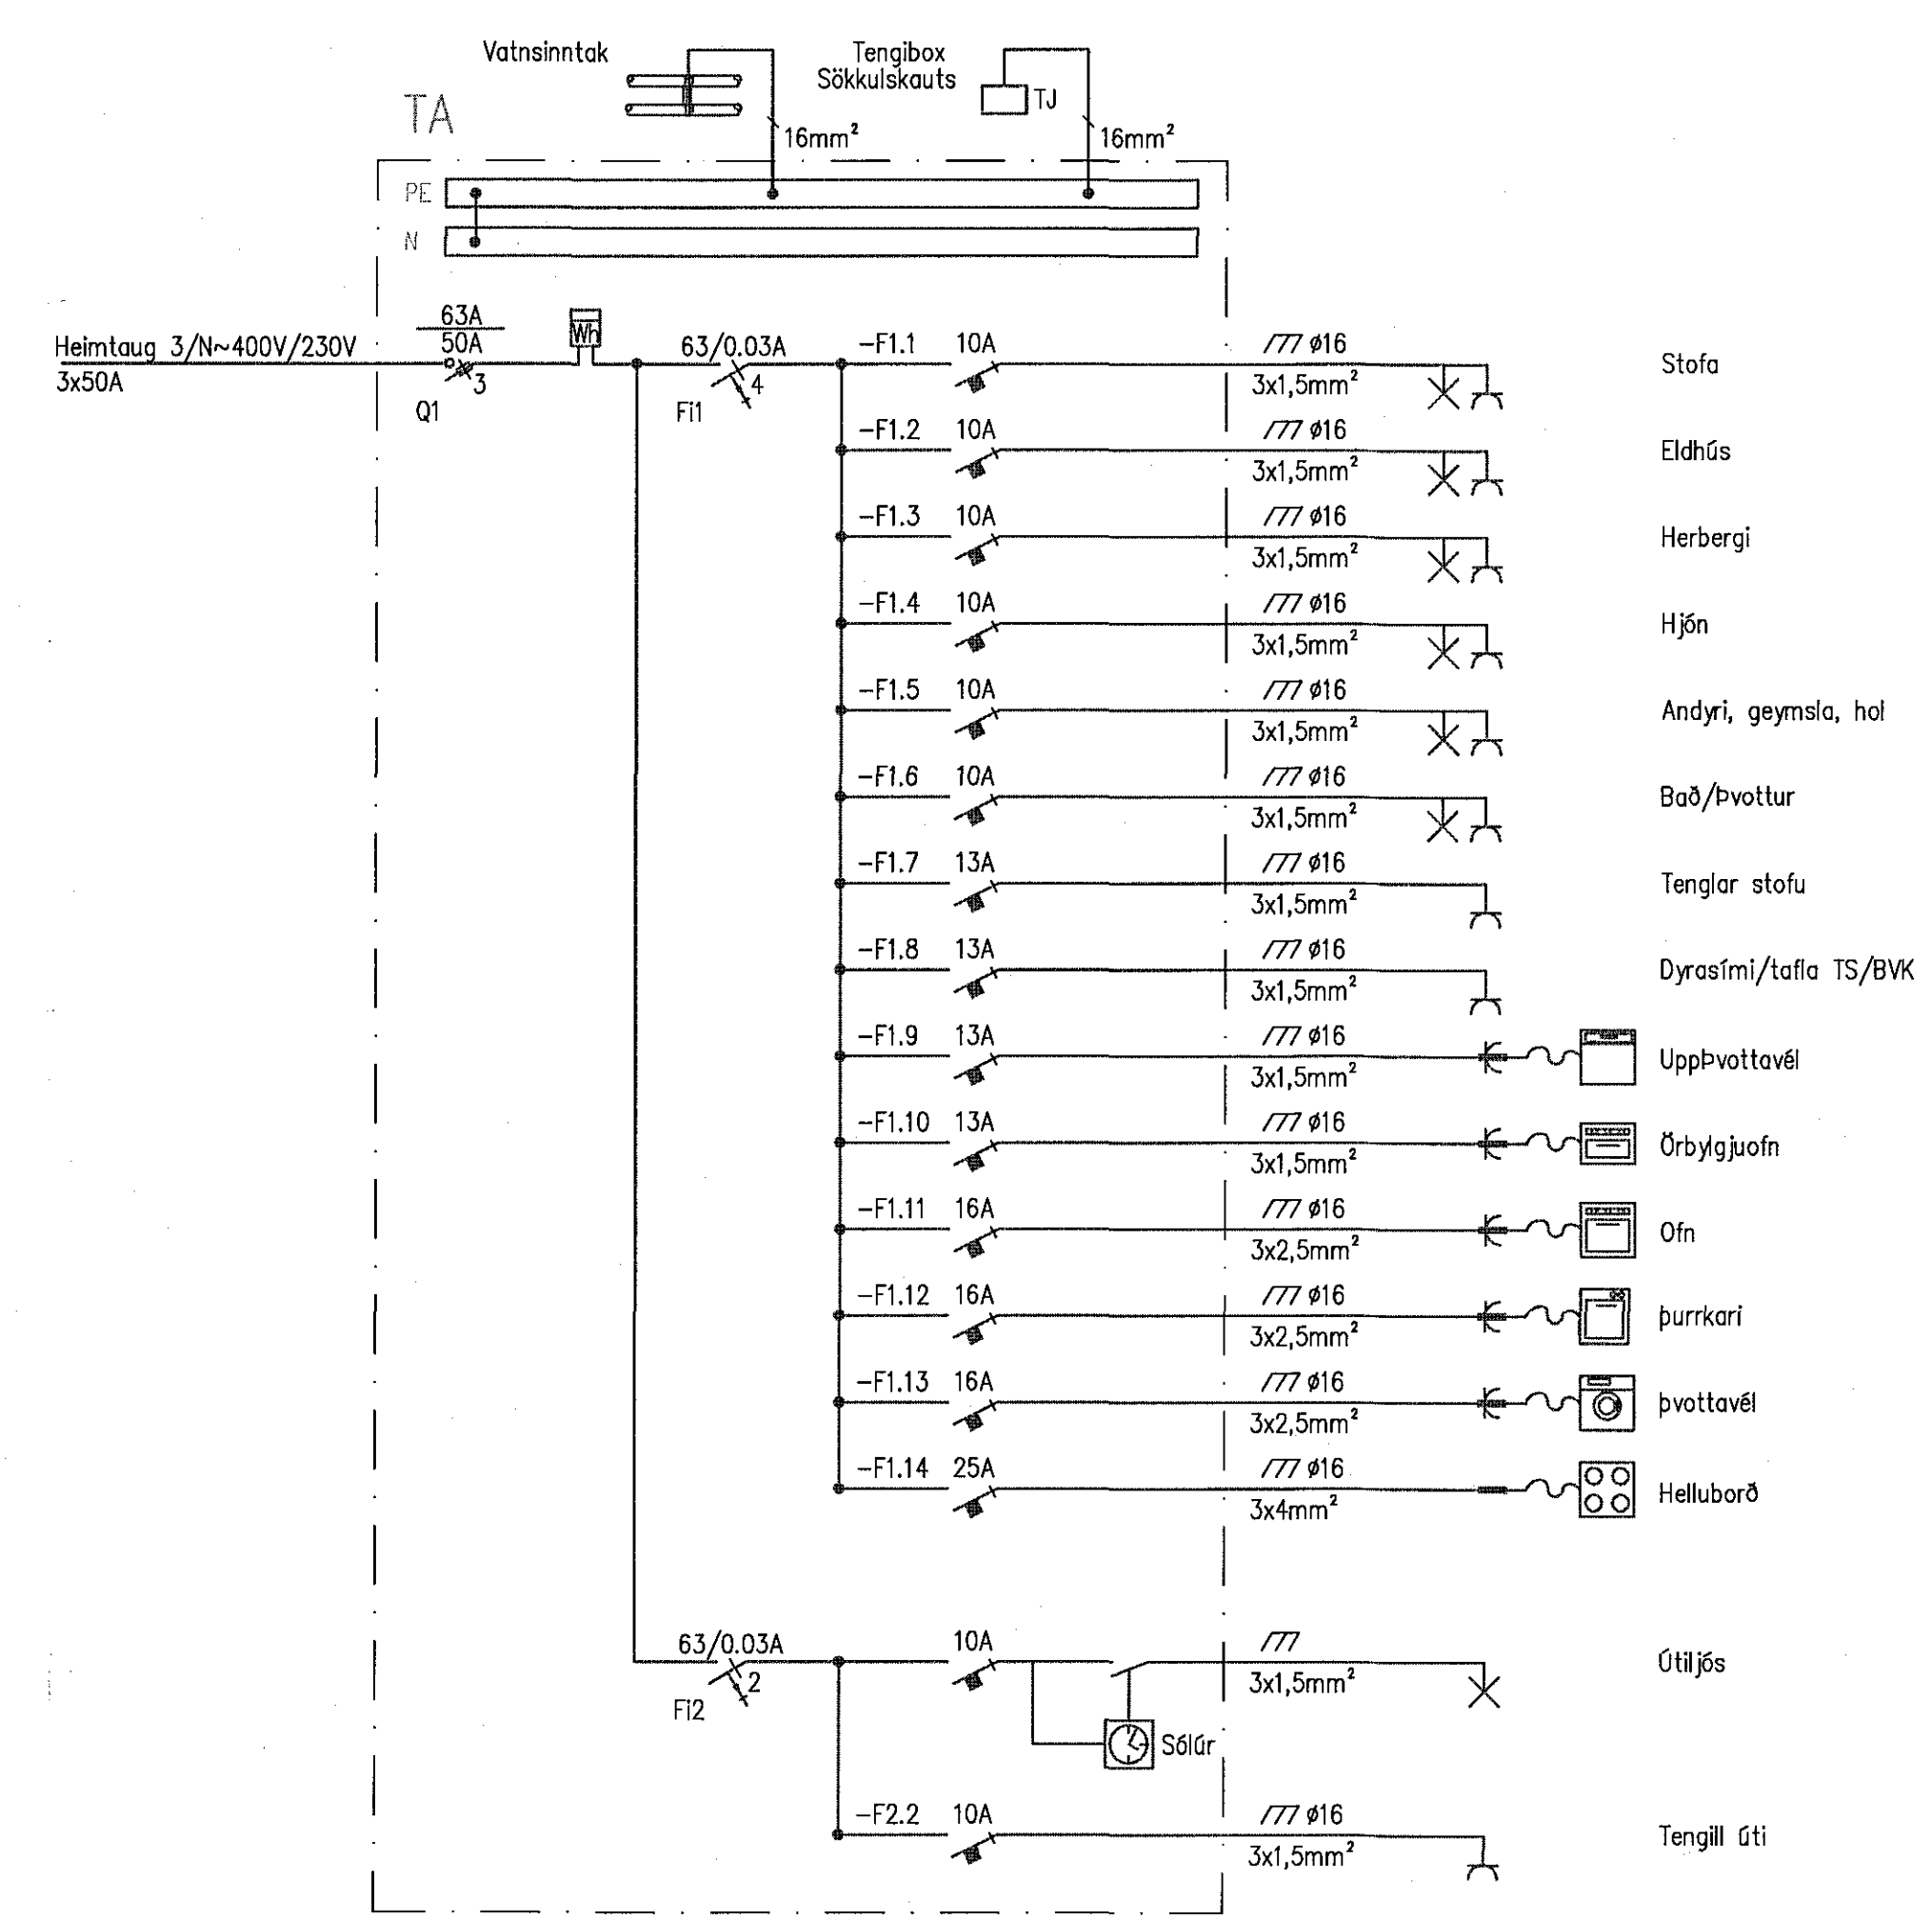 Vatnsinntak
Tengibox
Sökkulskauts
TJ
TA
16mm²
16mm²
PE
N
Heimtaug 3/N~400V/230V
3x50A
63A
50A
3
Q1
Wh
63/0.03A
4
Fi1
-F1.1 10A ø16 Stofa
3x1,5mm²
-F1.2 10A ø16 Eldhús
3x1,5mm²
-F1.3 10A ø16 Herbergi
3x1,5mm²
-F1.4 10A ø16 Hjón
3x1,5mm²
-F1.5 10A ø16 Andyri, geymsla, hol
3x1,5mm²
-F1.6 10A ø16 Bað/Þvottur
3x1,5mm²
-F1.7 13A ø16 Tenglar stofu
3x1,5mm²
-F1.8 13A ø16 Dyrasími/tafla TS/BVK
3x1,5mm²
-F1.9 13A ø16 UppÞvottavél
3x1,5mm²
-F1.10 13A ø16 Örbylgjuofn
3x1,5mm²
-F1.11 16A ø16 Ofn
3x2,5mm²
-F1.12 16A ø16 þurrkari
3x2,5mm²
-F1.13 16A ø16 þvottavél
3x2,5mm²
-F1.14 25A ø16 Helluborð
3x4mm²
63/0.03A
2
Fi2
10A Útiljós
3x1,5mm²
Sólúr
-F2.2 10A ø16 Tengill úti
3x1,5mm²